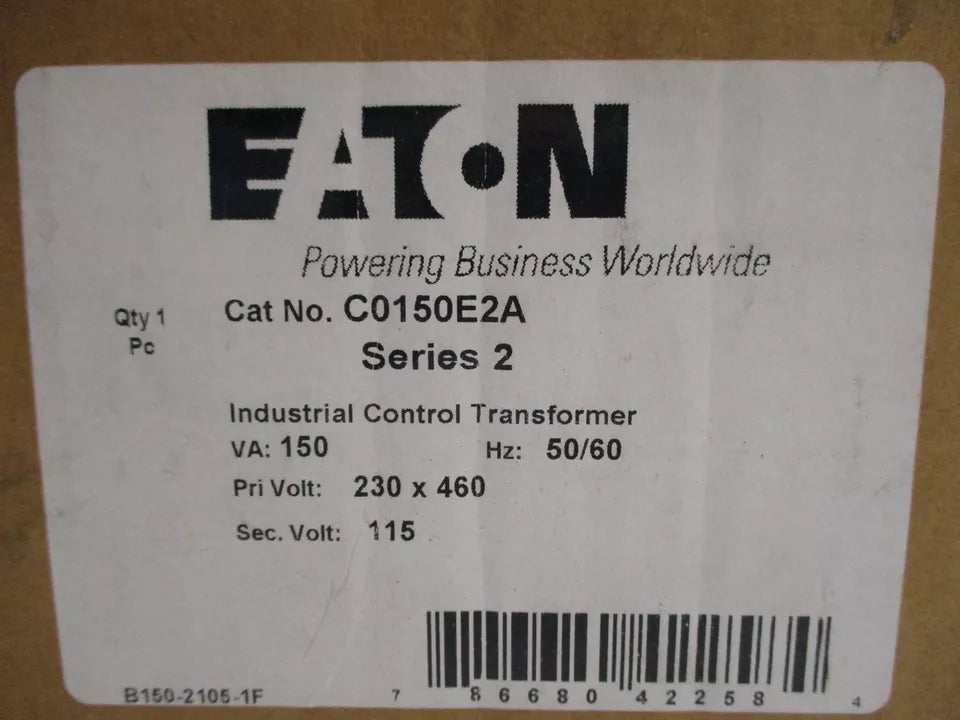 EATON
Powering Business Worldwide
Qty 1 Cat No. C0150E2A
Pc Series 2
Industrial Control Transformer
VA: 150 Hz: 50/60
Pri Volt: 230 x 460
Sec. Volt: 115
B150-2105-1F 7 86680 42258 4